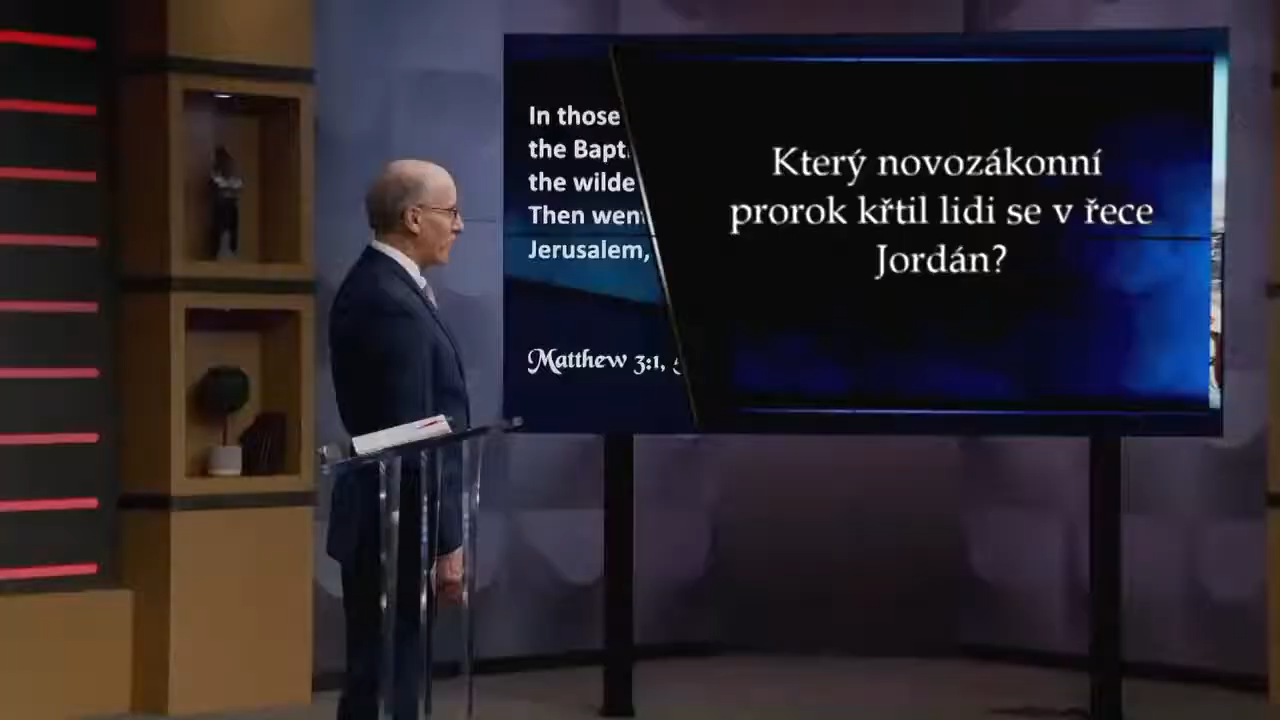 In those
the Bapt
the wilde
Then wen
Jerusalem,
Matthew 3:1,
Který novozákonní
prorok křtil lidi se v řece
Jordán?